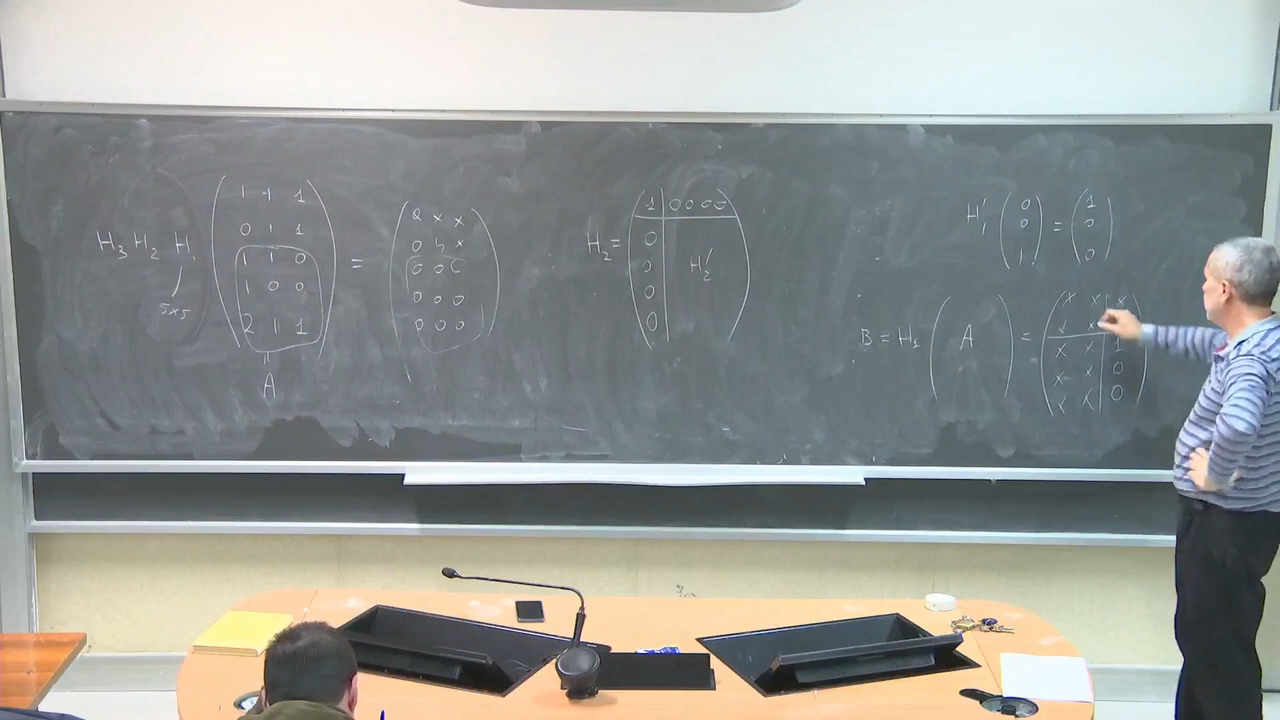 H₃ H₂ H₁
5x5
1 -1 1
0 1 1
1 1 0
1 0 0
2 1 1
A
=
× ×
0 ×
0 0 0
0 0 0
0 0 0
H₂ =
1 0 0 0 0
0
0 H₂'
0
0
H₁' ( 0 0 1 ) = ( 1 0 0 )
B = H₁ ( A ) =
x x x
x x
x x 1
x x 0
x x 0